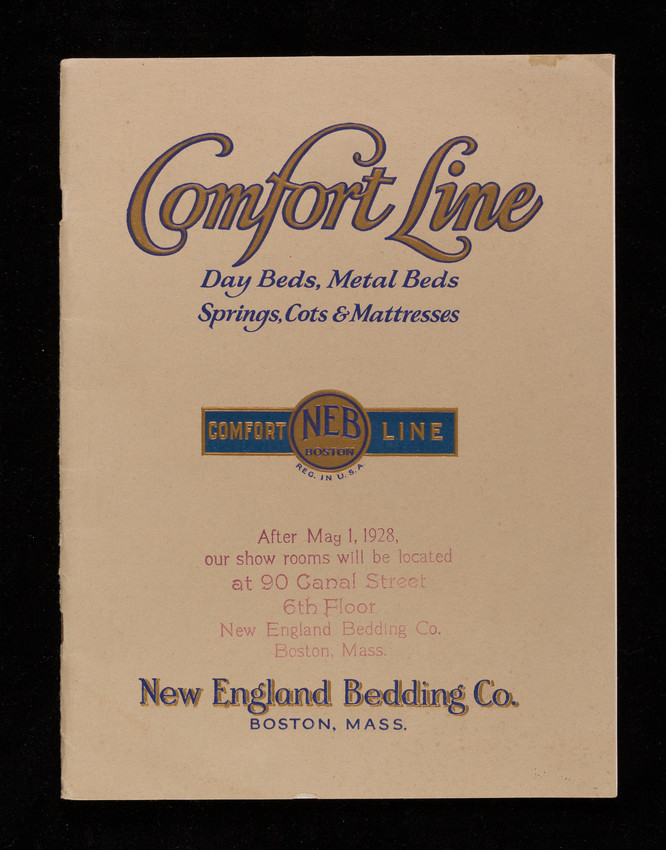 Comfort Line
Day Beds, Metal Beds
Springs, Cots & Mattresses
COMFORT NEB LINE
BOSTON
REG. IN U.S.A
After May 1, 1928,
our show rooms will be located
at 90 Canal Street
6th Floor
New England Bedding Co.
Boston, Mass.
New England Bedding Co.
BOSTON, MASS.